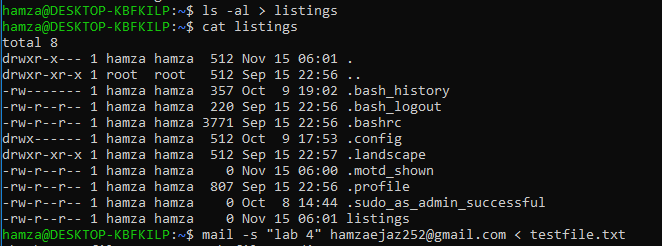 hamza@DESKTOP-KBFKILP:~$ ls -al > listings
hamza@DESKTOP-KBFKILP:~$ cat listings
total 8
drwxr-x--- 1 hamza hamza  512 Nov 15 06:01 .
drwxr-xr-x 1 root  root   512 Sep 15 22:56 ..
-rw------- 1 hamza hamza  357 Oct  9 19:02 .bash_history
-rw-r--r-- 1 hamza hamza  220 Sep 15 22:56 .bash_logout
-rw-r--r-- 1 hamza hamza 3771 Sep 15 22:56 .bashrc
drwx------ 1 hamza hamza  512 Oct  9 17:53 .config
drwxr-xr-x 1 hamza hamza  512 Sep 15 22:57 .landscape
-rw-r--r-- 1 hamza hamza    0 Nov 15 06:00 .motd_shown
-rw-r--r-- 1 hamza hamza  807 Sep 15 22:56 .profile
-rw-r--r-- 1 hamza hamza    0 Oct  8 14:44 .sudo_as_admin_successful
-rw-r--r-- 1 hamza hamza    0 Nov 15 06:01 listings
hamza@DESKTOP-KBFKILP:~$ mail -s "lab 4" hamzaejaz252@gmail.com < testfile.txt